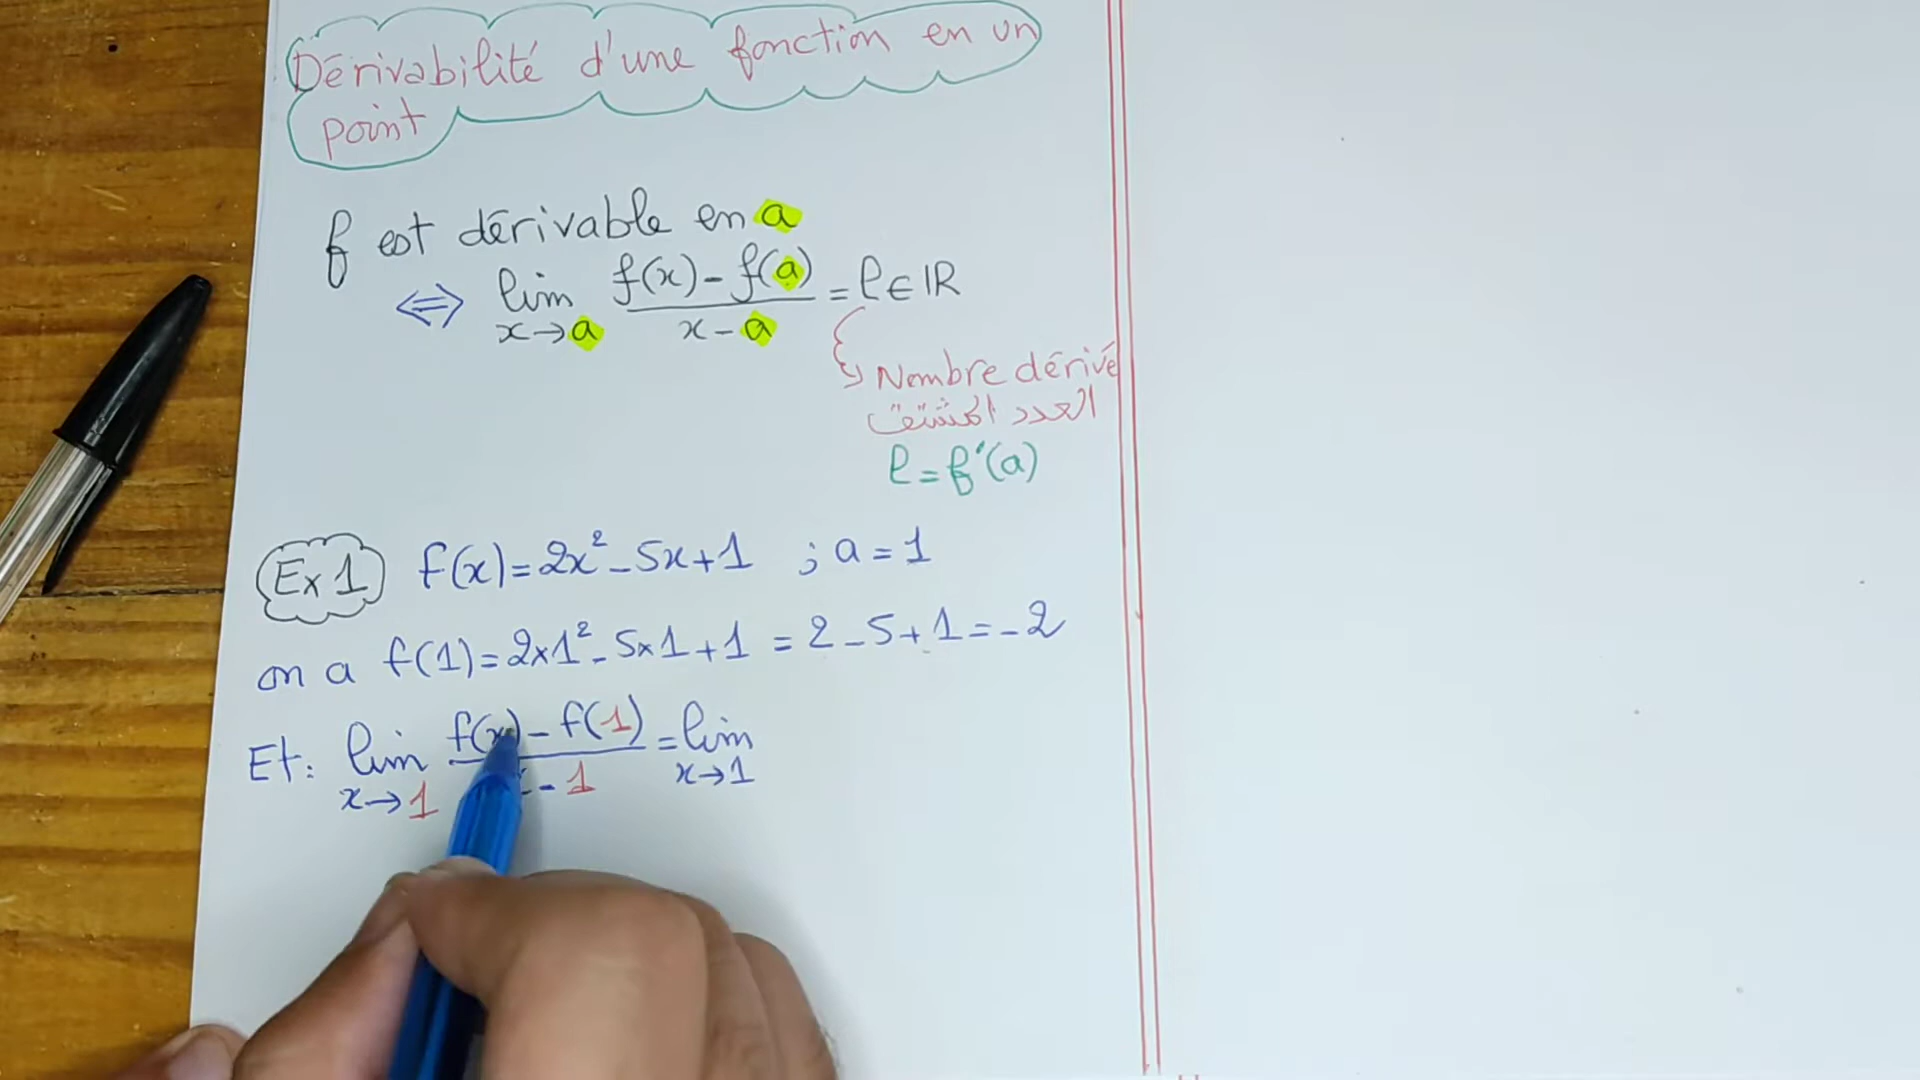 Dérivabilité d'une fonction en un
point
f est dérivable en a
⟺ lim x→a (f(x) - f(a))/(x - a) = ℓ ∈ ℝ
Nombre dérivé
العدد المشتق
ℓ = f'(a)
Ex 1 f(x) = 2x² - 5x + 1 ; a = 1
on a f(1) = 2×1² - 5×1 + 1 = 2 - 5 + 1 = -2
Et: lim x→1 (f(x) - f(1))/(x - 1) = lim x→1